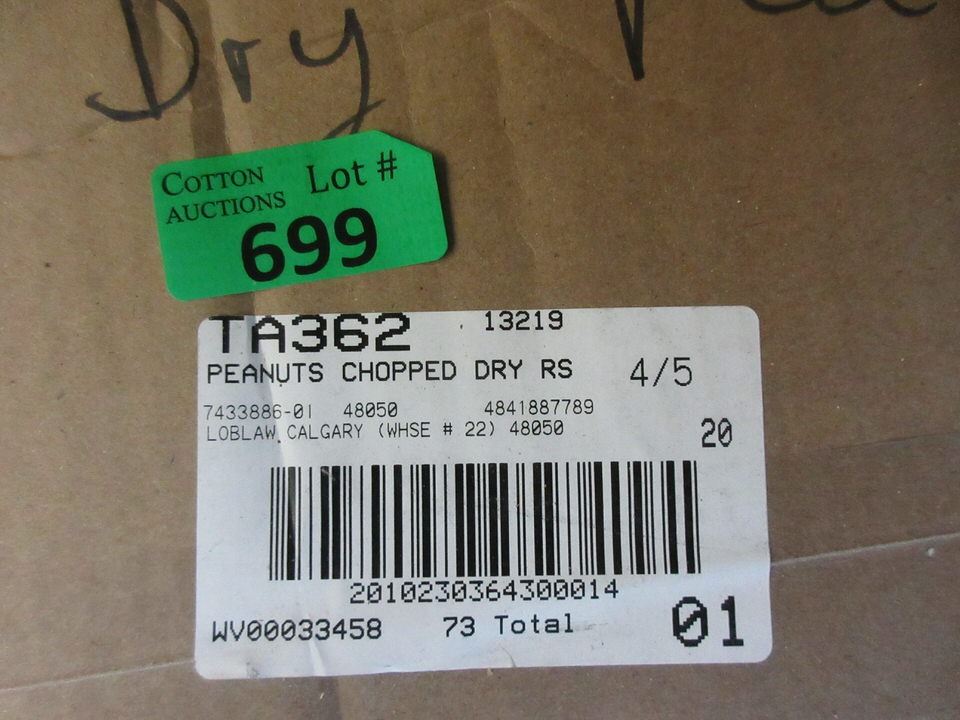 Dry
COTTON
AUCTIONS
Lot #
699
TA362 13219
PEANUTS CHOPPED DRY RS 4/5
7433886-01 48050 4841887789
LOBLAW CALGARY (WHSE # 22) 48050 20
2010230364300014
WV00033458 73 Total 01